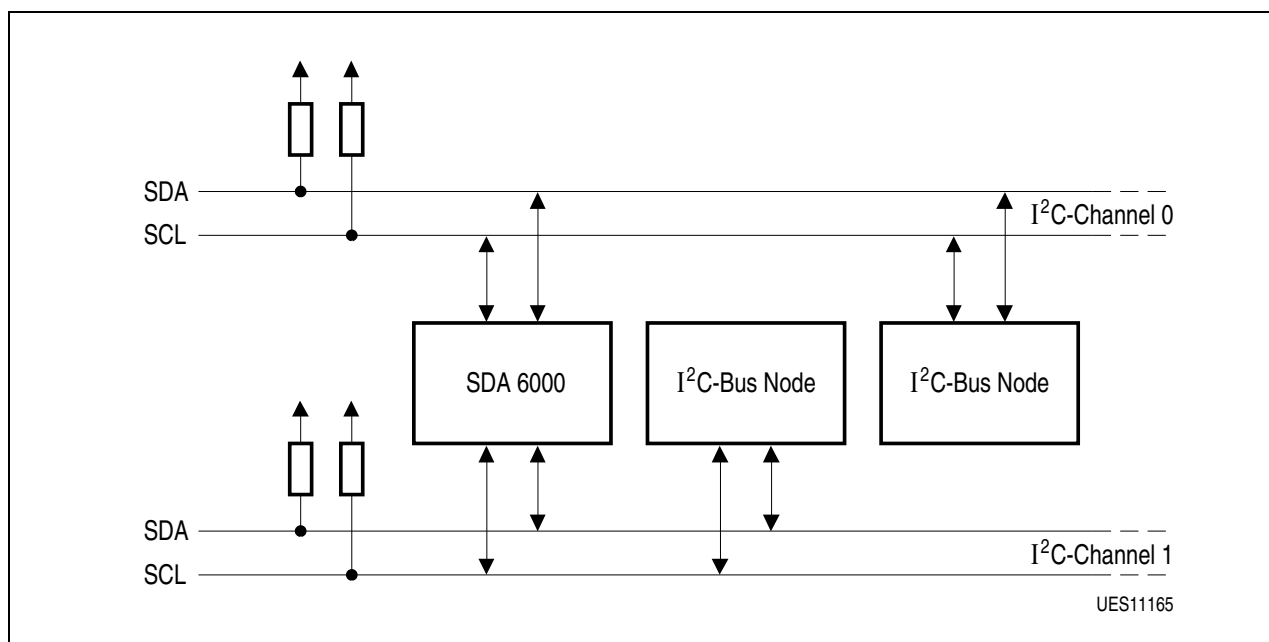 SDA
I²C-Channel 0
SCL
SDA 6000
I²C-Bus Node
I²C-Bus Node
SDA
I²C-Channel 1
SCL
UES11165